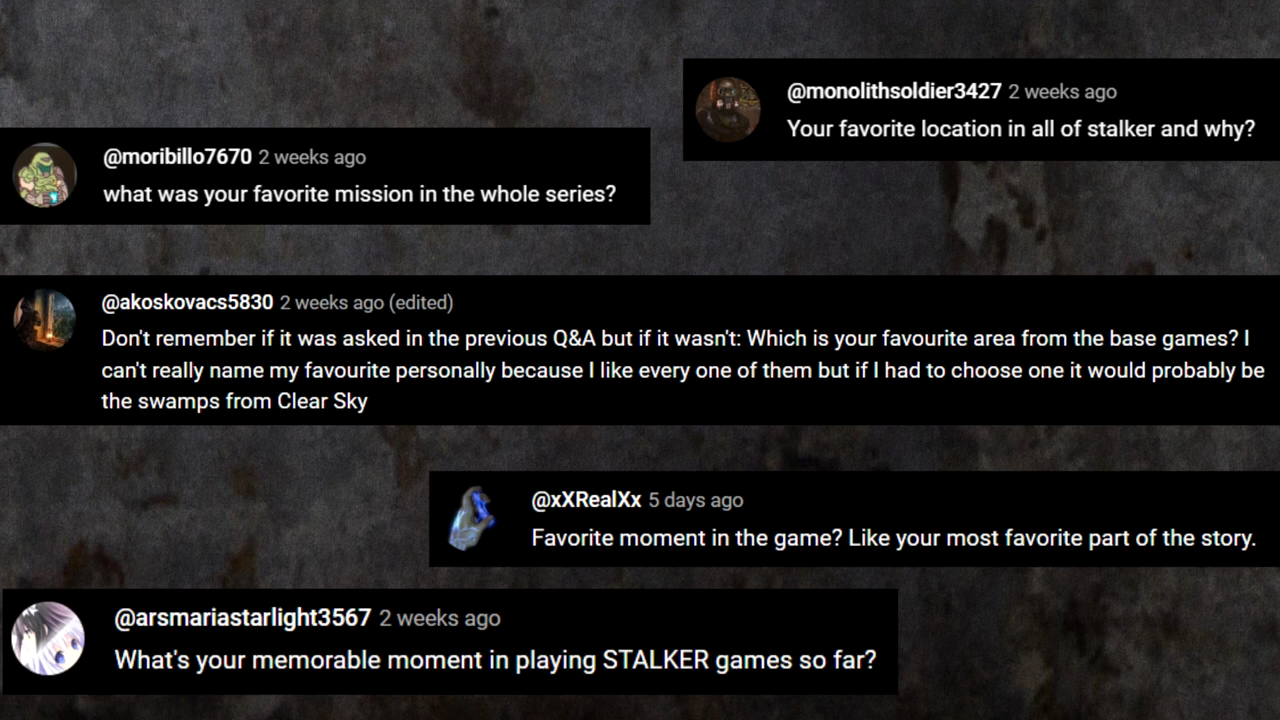 @monolithsoldier3427 2 weeks ago
Your favorite location in all of stalker and why?
@moribillo7670 2 weeks ago
what was your favorite mission in the whole series?
@akoskovacs5830 2 weeks ago (edited)
Don't remember if it was asked in the previous Q&A but if it wasn't: Which is your favourite area from the base games? I
can't really name my favourite personally because I like every one of them but if I had to choose one it would probably be
the swamps from Clear Sky
@xXRealXx 5 days ago
Favorite moment in the game? Like your most favorite part of the story.
@arsmariastarlight3567 2 weeks ago
What's your memorable moment in playing STALKER games so far?